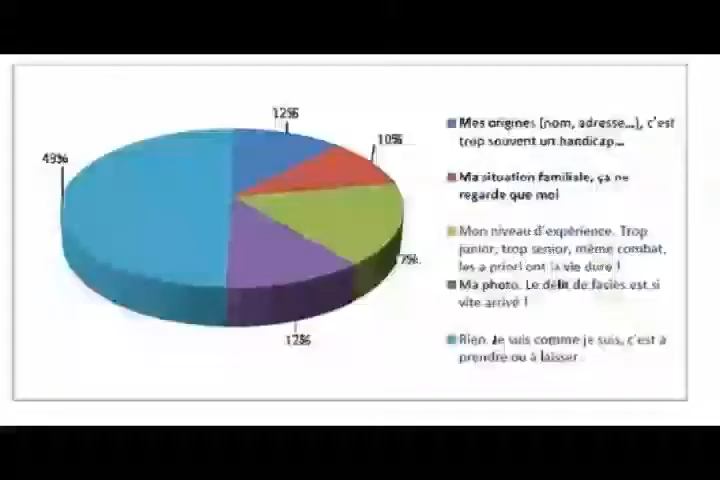 12%
10%
49%
7%
12%
Mes origines (nom, adresse...), c'est
trop souvent un handicap...
Ma situation familiale, ça ne
regarde que moi
Mon niveau d'expérience. Trop
junior, trop senior, même combat,
les a priori ont la vie dure !
Ma photo. Le délit de faciès est si
vite arrivé !
Rien. Je suis comme je suis, c'est à
prendre ou à laisser